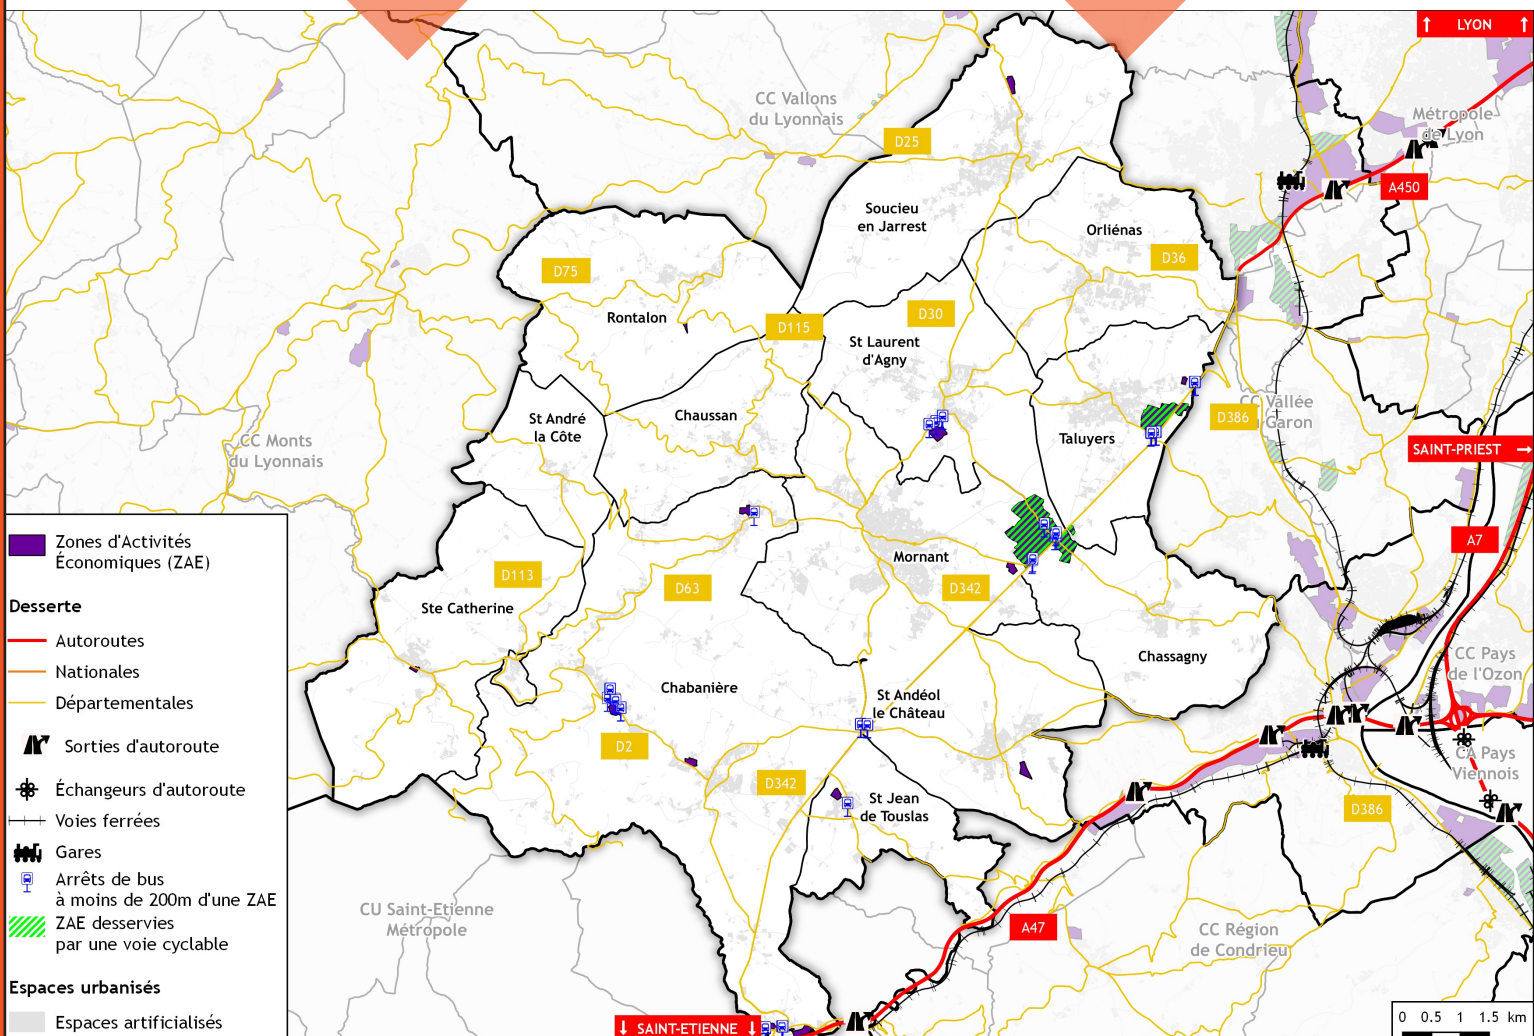 LYON
CC Vallons
du Lyonnais
Métropole
de Lyon
D25
A450
Soucieu
en Jarrest
Orliénas
D36
D75
Rontalon
D115
D30
St Laurent
d'Agny
CC Vallée
Garon
D386
St André
la Côte
Chaussan
Taluyers
CC Monts
du Lyonnais
SAINT-PRIEST
A7
Mornant
D113
D63
D342
Ste Catherine
Chassagny
CC Pays
de l'Ozon
Chabanière
St Andéol
le Château
D2
D342
St Jean
de Touslas
CA Pays
Viennois
D386
CU Saint-Etienne
Métropole
A47
CC Région
de Condrieu
SAINT-ETIENNE
Zones d'Activités
Économiques (ZAE)
Desserte
Autoroutes
Nationales
Départementales
Sorties d'autoroute
Échangeurs d'autoroute
Voies ferrées
Gares
Arrêts de bus
à moins de 200m d'une ZAE
ZAE desservies
par une voie cyclable
Espaces urbanisés
Espaces artificialisés
0 0.5 1 1.5 km